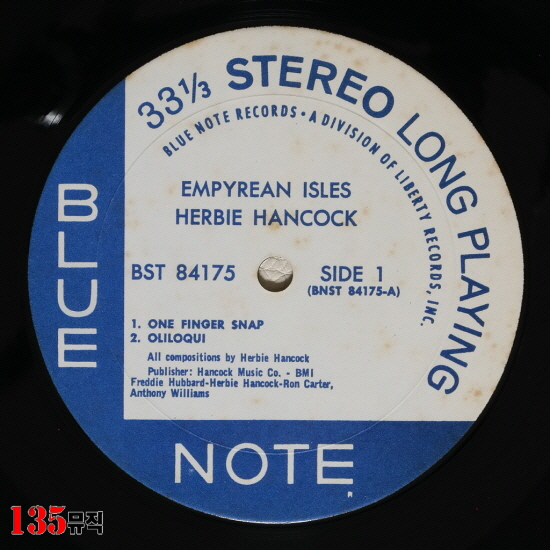 33 1/3 STEREO LONG PLAYING
BLUE NOTE RECORDS • A DIVISION OF LIBERTY RECORDS, INC.
EMPYREAN ISLES
HERBIE HANCOCK
BST 84175 SIDE 1
(BNST 84175-A)
1. ONE FINGER SNAP
2. OLILOQUI
All compositions by Herbie Hancock
Publisher: Hancock Music Co. - BMI
Freddie Hubbard-Herbie Hancock-Ron Carter,
Anthony Williams
BLUE
NOTE
R
135뮤직